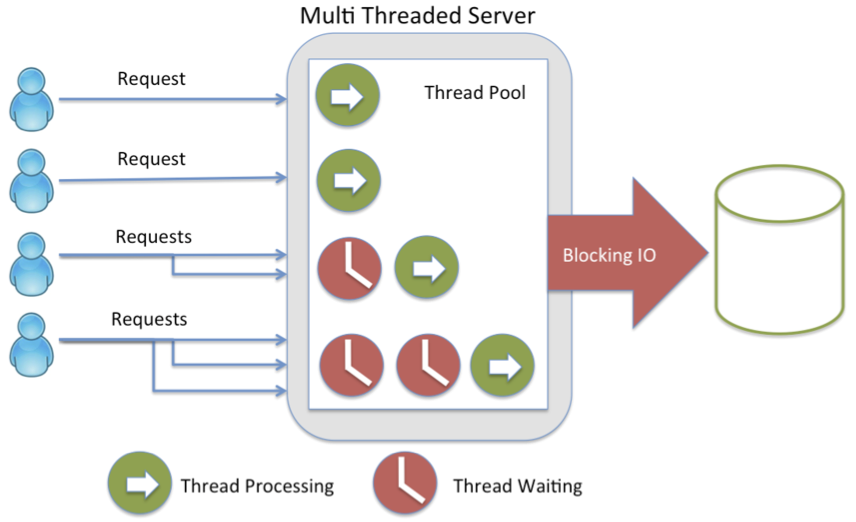 Multi Threaded Server
Request
Thread Pool
Request
Requests
Blocking IO
Requests
Thread Processing
Thread Waiting